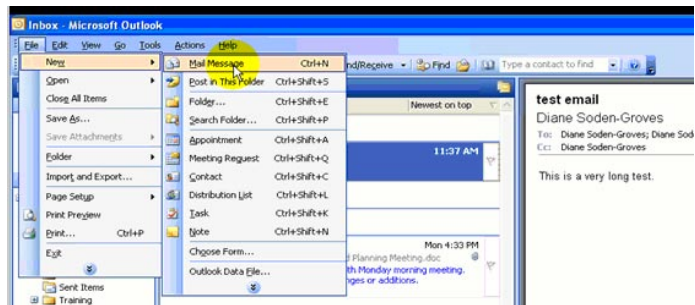 Inbox - Microsoft Outlook
File Edit View Go Tools Actions Help
New
Open
Close All Items
Save As...
Save Attachments
Folder
Import and Export...
Page Setup
Print Preview
Print... Ctrl+P
Exit
Mail Message Ctrl+N
Post in This Folder Ctrl+Shift+S
Folder... Ctrl+Shift+E
Search Folder... Ctrl+Shift+P
Appointment Ctrl+Shift+A
Meeting Request Ctrl+Shift+Q
Contact Ctrl+Shift+C
Distribution List Ctrl+Shift+L
Task Ctrl+Shift+K
Note Ctrl+Shift+N
Choose Form...
Outlook Data File...
nd/Receive Find Type a contact to find
Newest on top
11:37 AM
Mon 4:33 PM
d Planning Meeting.doc
th Monday morning meeting.
nges or additions.
Sent Items
Training
test email
Diane Soden-Groves
To: Diane Soden-Groves; Diane Sod
Cc: Diane Soden-Groves
This is a very long test.